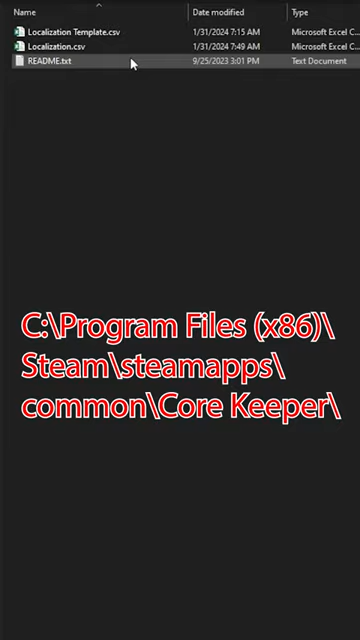 Name Date modified Type
Localization Template.csv 1/31/2024 7:15 AM Microsoft Excel C...
Localization.csv 1/31/2024 7:49 AM Microsoft Excel C...
README.txt 9/25/2023 3:01 PM Text Document
C:\Program Files (x86)\
Steam\steamapps\
common\Core Keeper\